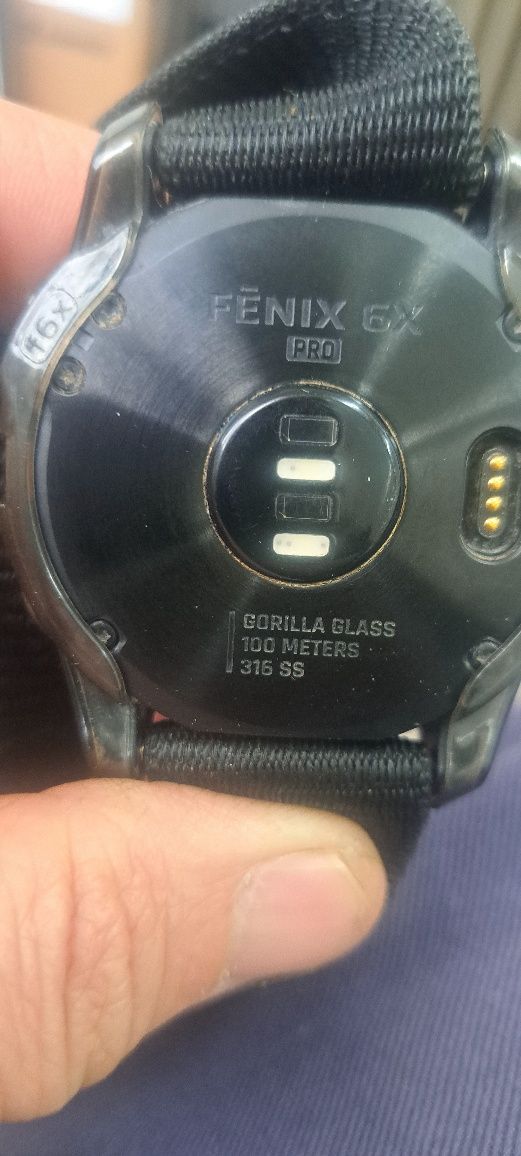 FĒNIX 6X
PRO
f6x
GORILLA GLASS
100 METERS
316 SS